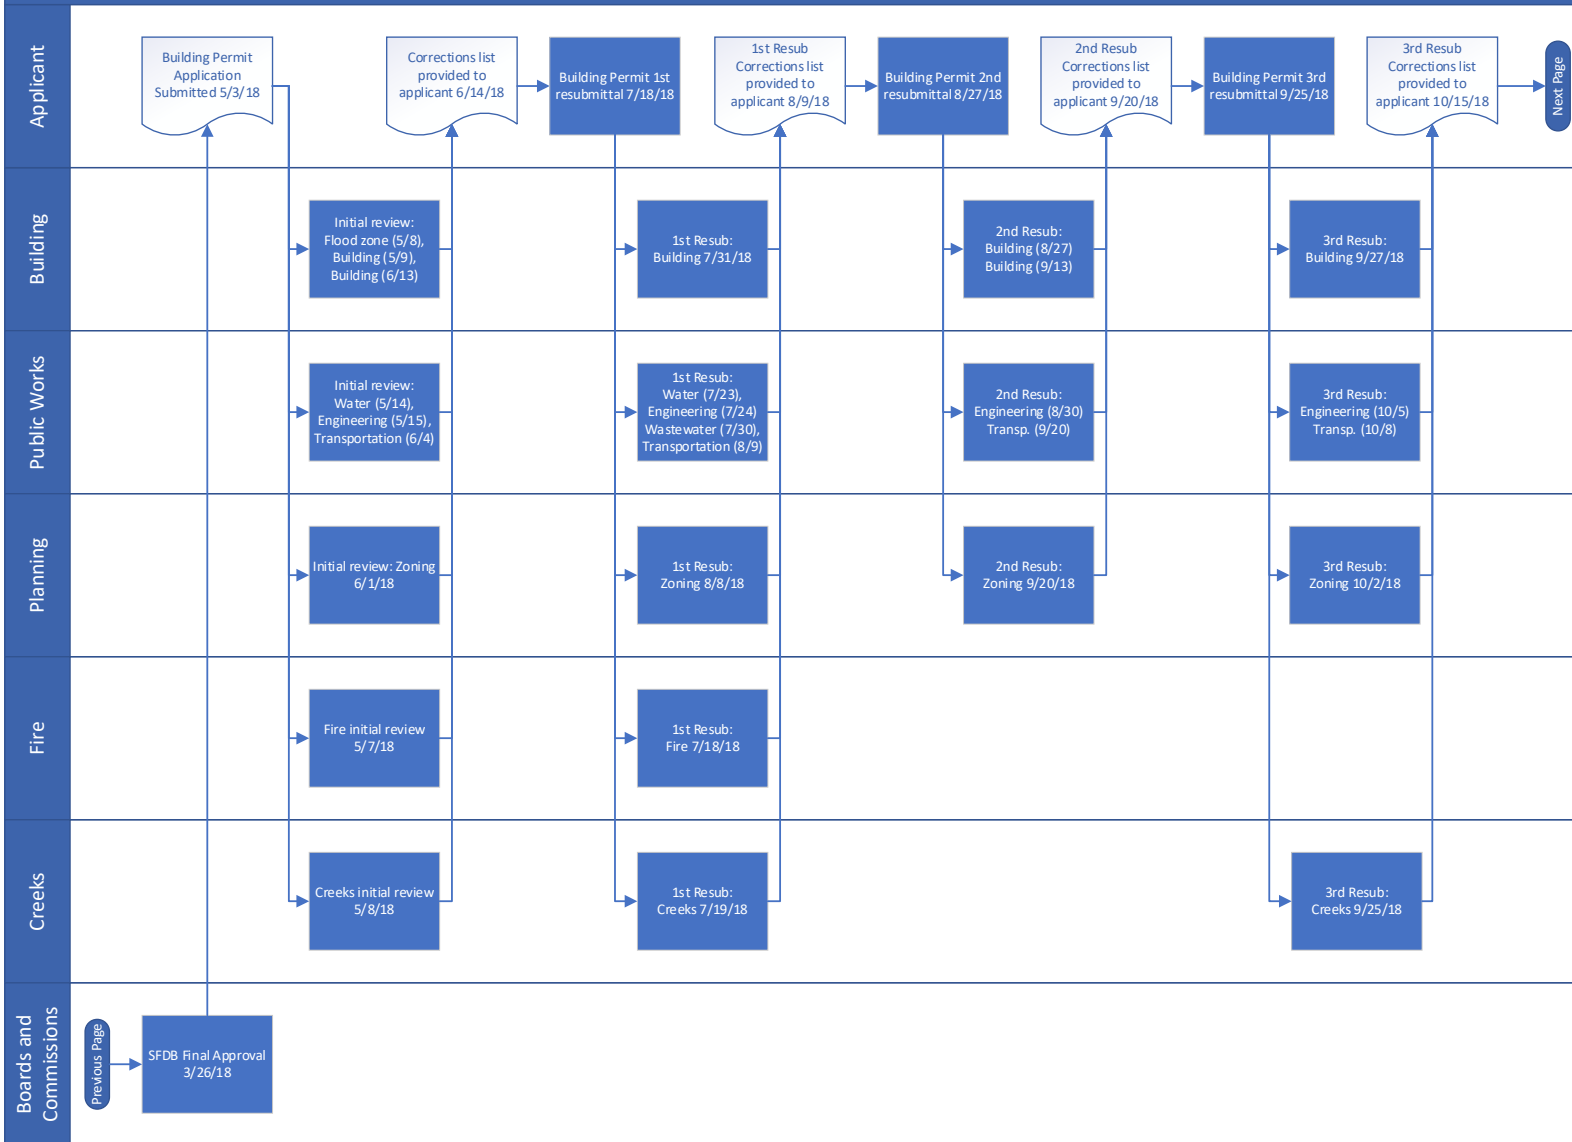 Applicant
Building Permit
Application
Submitted 5/3/18
Corrections list
provided to
applicant 6/14/18
Building Permit 1st
resubmittal 7/18/18
1st Resub
Corrections list
provided to
applicant 8/9/18
Building Permit 2nd
resubmittal 8/27/18
2nd Resub
Corrections list
provided to
applicant 9/20/18
Building Permit 3rd
resubmittal 9/25/18
3rd Resub
Corrections list
provided to
applicant 10/15/18
Next Page
Building
Initial review:
Flood zone (5/8),
Building (5/9),
Building (6/13)
1st Resub:
Building 7/31/18
2nd Resub:
Building (8/27)
Building (9/13)
3rd Resub:
Building 9/27/18
Public Works
Initial review:
Water (5/14),
Engineering (5/15),
Transportation (6/4)
1st Resub:
Water (7/23),
Engineering (7/24)
Wastewater (7/30),
Transportation (8/9)
2nd Resub:
Engineering (8/30)
Transp. (9/20)
3rd Resub:
Engineering (10/5)
Transp. (10/8)
Planning
Initial review: Zoning
6/1/18
1st Resub:
Zoning 8/8/18
2nd Resub:
Zoning 9/20/18
3rd Resub:
Zoning 10/2/18
Fire
Fire initial review
5/7/18
1st Resub:
Fire 7/18/18
Creeks
Creeks initial review
5/8/18
1st Resub:
Creeks 7/19/18
3rd Resub:
Creeks 9/25/18
Boards and
Commissions
Previous Page
SFDB Final Approval
3/26/18